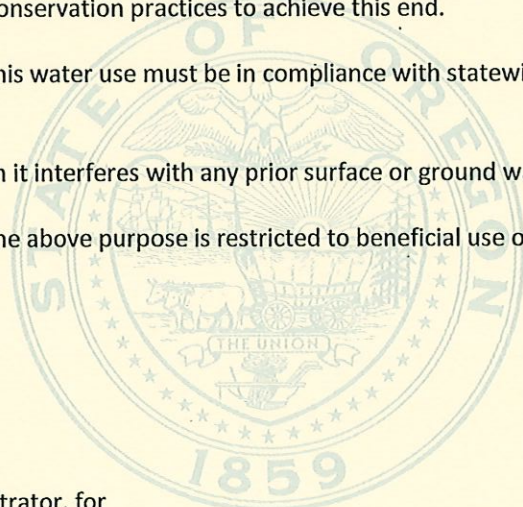 onservation practices to achieve this end.
his water use must be in compliance with statewi
n it interferes with any prior surface or ground w
he above purpose is restricted to beneficial use o
STATE OF OREGON
THE UNION
1859
trator, for